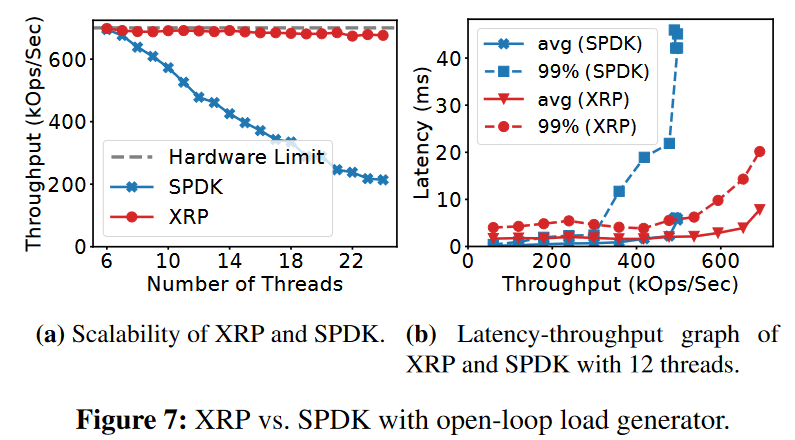 Throughput (kOps/Sec)
600
400
200
0
Hardware Limit
SPDK
XRP
6 10 14 18 22
Number of Threads
Latency (ms)
40
30
20
10
0
avg (SPDK)
99% (SPDK)
avg (XRP)
99% (XRP)
0 200 400 600
Throughput (kOps/Sec)
(a) Scalability of XRP and SPDK.
(b) Latency-throughput graph of
XRP and SPDK with 12 threads.
Figure 7: XRP vs. SPDK with open-loop load generator.